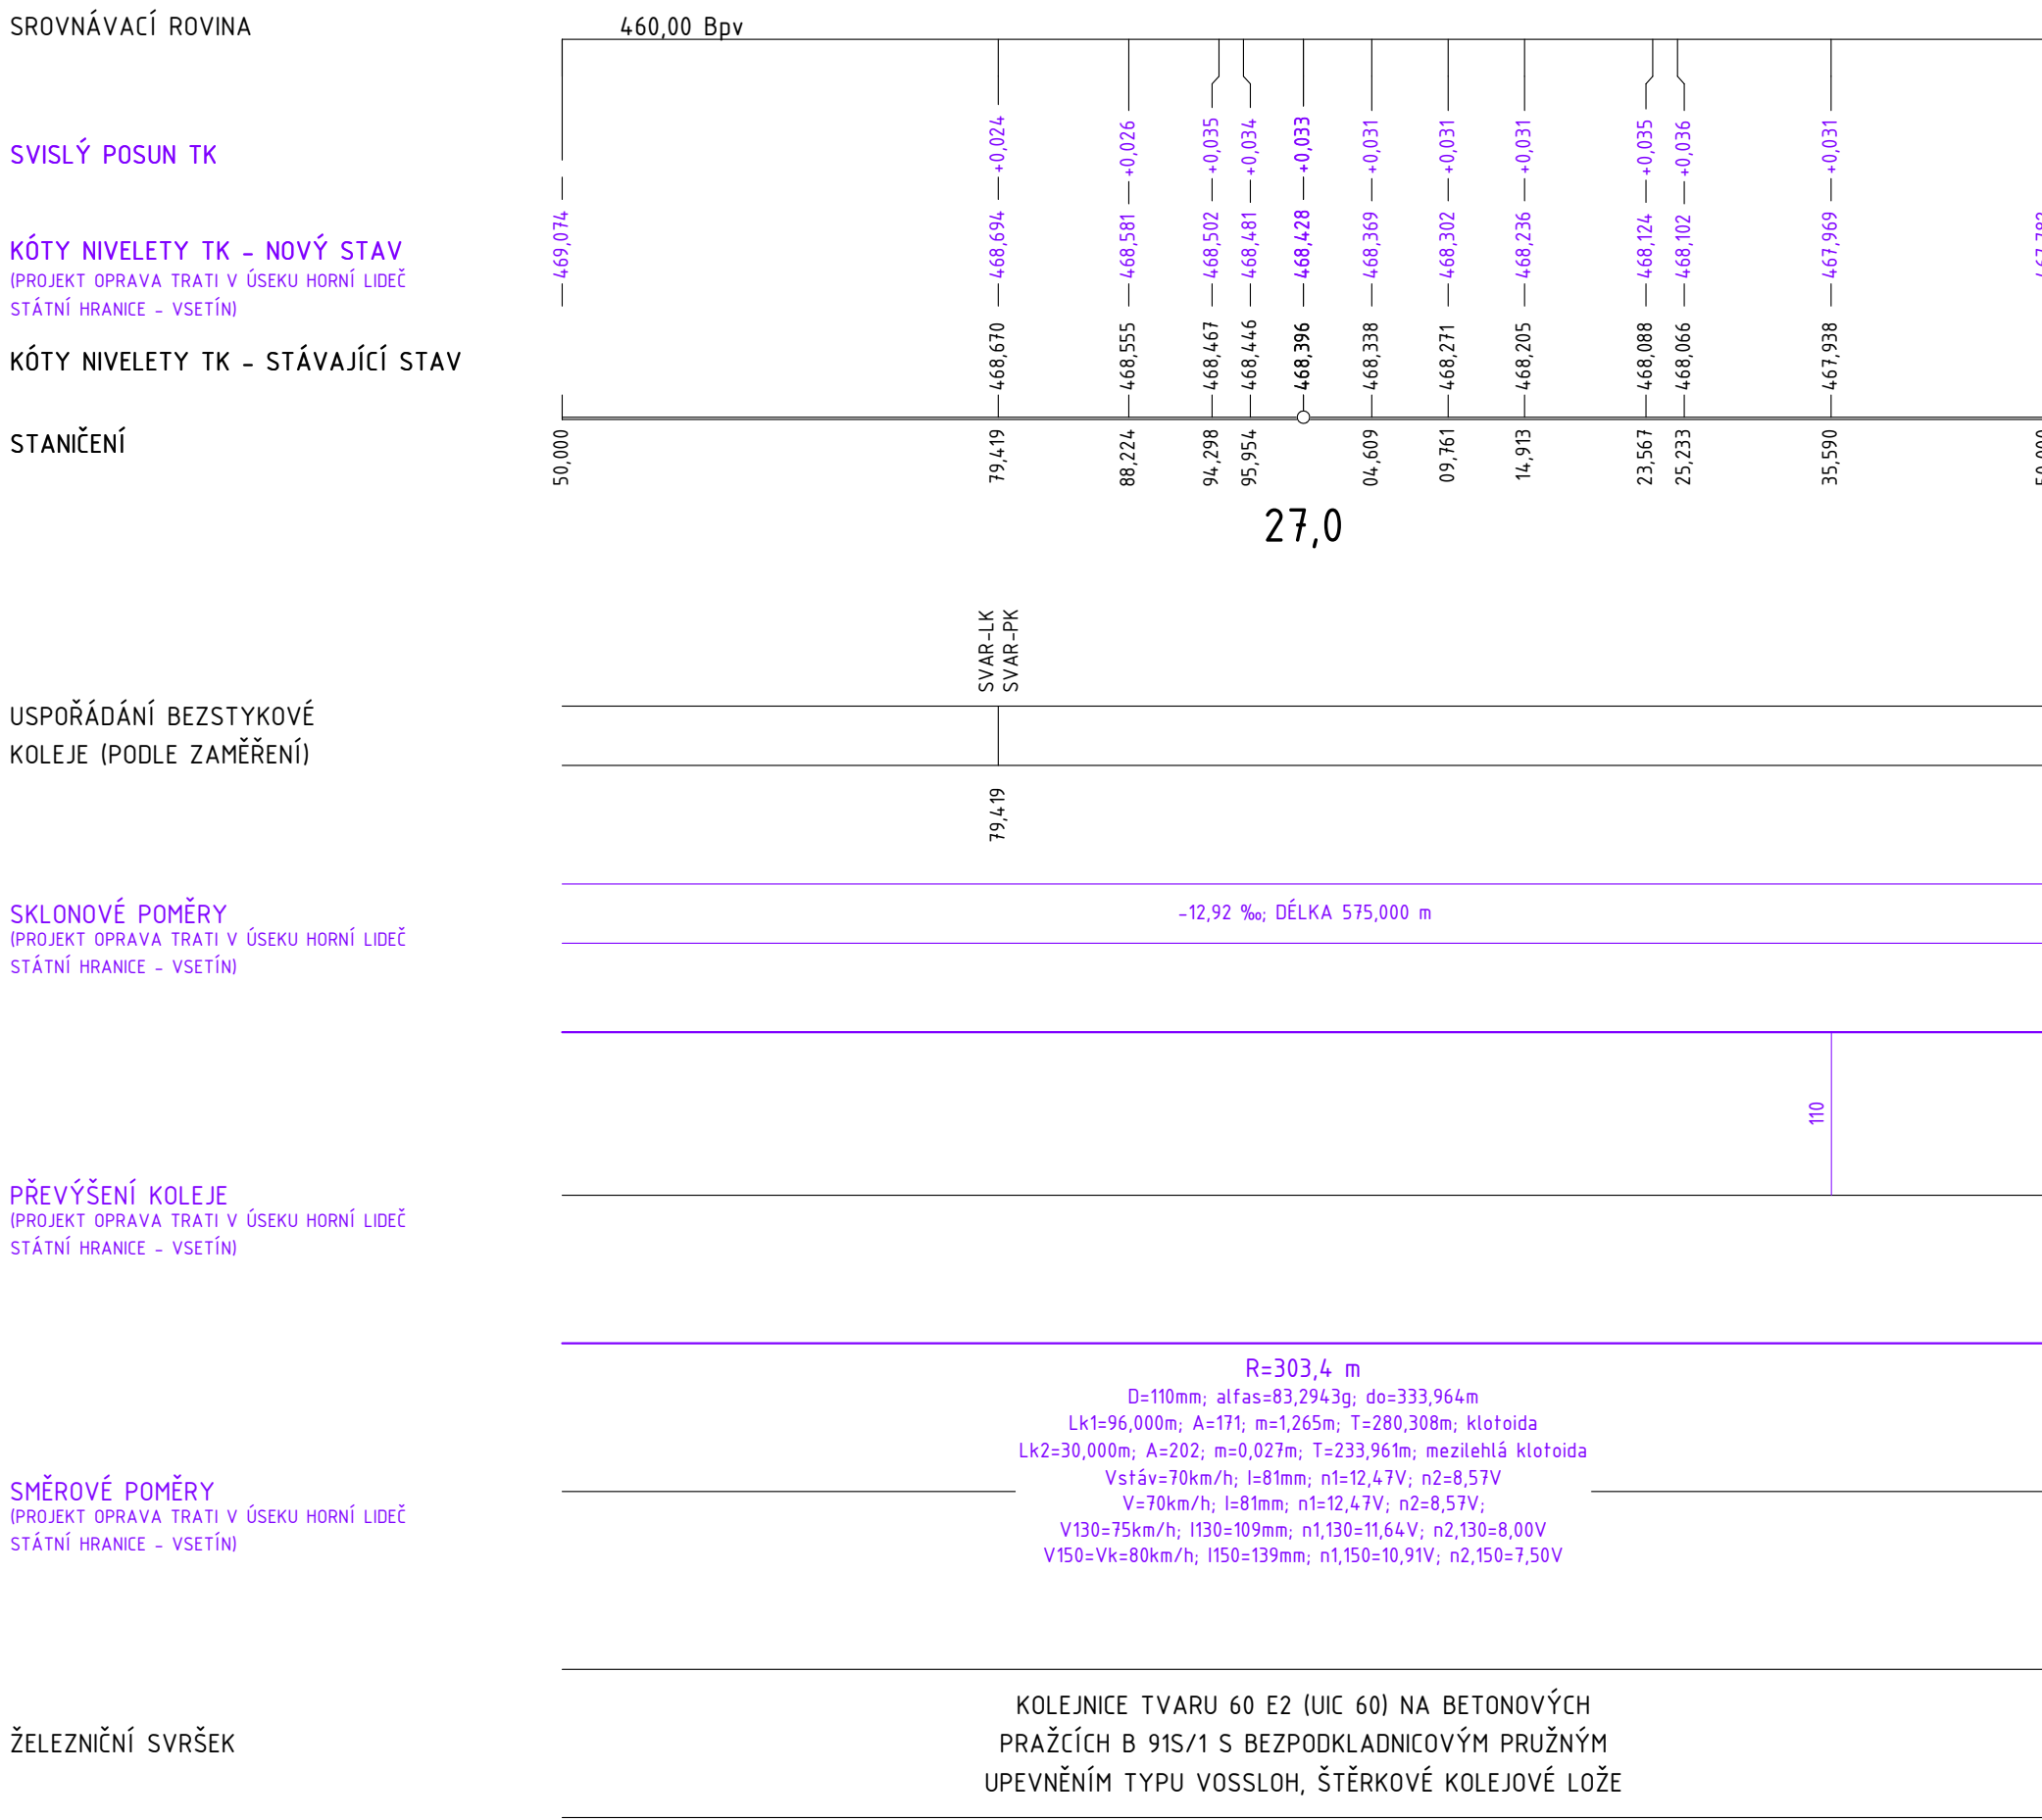 SROVNÁVACÍ ROVINA 460,00 Bpv
SVISLÝ POSUN TK
+0,024 +0,026 +0,035 +0,034 +0,033 +0,031 +0,031 +0,031 +0,035 +0,036 +0,031
KÓTY NIVELETY TK - NOVÝ STAV
(PROJEKT OPRAVA TRATI V ÚSEKU HORNÍ LIDEČ
STÁTNÍ HRANICE - VSETÍN)
469,074 468,694 468,581 468,502 468,481 468,428 468,369 468,302 468,236 468,124 468,102 467,969
KÓTY NIVELETY TK - STÁVAJÍCÍ STAV
468,670 468,555 468,467 468,446 468,396 468,338 468,271 468,205 468,088 468,066 467,938
STANIČENÍ
50,000 79,419 88,224 94,298 95,954 04,609 09,761 14,913 23,567 25,233 35,590
27,0
SVAR-LK
SVAR-PK
USPOŘÁDÁNÍ BEZSTYKOVÉ
KOLEJE (PODLE ZAMĚŘENÍ)
79,419
SKLONOVÉ POMĚRY
(PROJEKT OPRAVA TRATI V ÚSEKU HORNÍ LIDEČ
STÁTNÍ HRANICE - VSETÍN)
-12,92 ‰; DÉLKA 575,000 m
110
PŘEVÝŠENÍ KOLEJE
(PROJEKT OPRAVA TRATI V ÚSEKU HORNÍ LIDEČ
STÁTNÍ HRANICE - VSETÍN)
R=303,4 m
D=110mm; alfas=83,2943g; do=333,964m
Lk1=96,000m; A=171; m=1,265m; T=280,308m; klotoida
Lk2=30,000m; A=202; m=0,027m; T=233,961m; mezilehlá klotoida
Vstáv=70km/h; I=81mm; n1=12,47V; n2=8,57V
V=70km/h; I=81mm; n1=12,47V; n2=8,57V;
V130=75km/h; I130=109mm; n1,130=11,64V; n2,130=8,00V
V150=Vk=80km/h; I150=139mm; n1,150=10,91V; n2,150=7,50V
SMĚROVÉ POMĚRY
(PROJEKT OPRAVA TRATI V ÚSEKU HORNÍ LIDEČ
STÁTNÍ HRANICE - VSETÍN)
ŽELEZNIČNÍ SVRŠEK
KOLEJNICE TVARU 60 E2 (UIC 60) NA BETONOVÝCH
PRAŽCÍCH B 91S/1 S BEZPODKLADNICOVÝM PRUŽNÝM
UPEVNĚNÍM TYPU VOSSLOH, ŠTĚRKOVÉ KOLEJOVÉ LOŽE